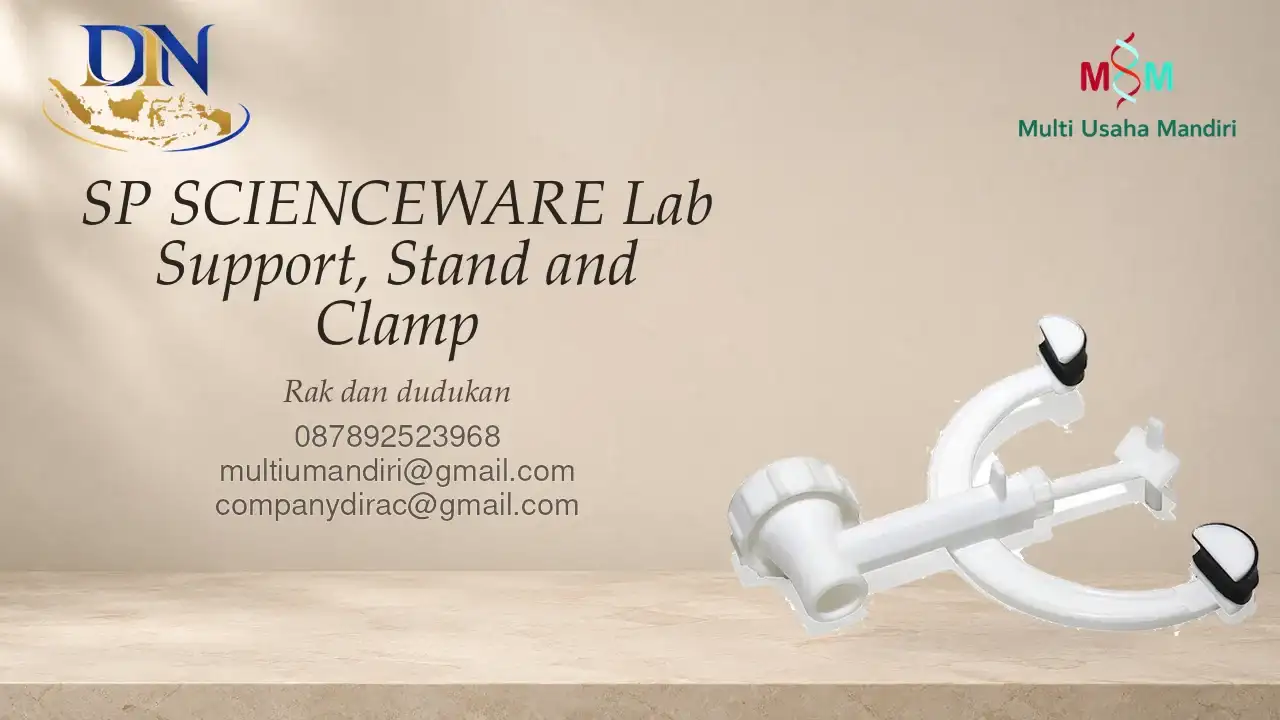 DN
M M
Multi Usaha Mandiri
SP SCIENCEWARE Lab
Support, Stand and
Clamp
Rak dan dudukan
087892523968
multiumandiri@gmail.com
companydirac@gmail.com